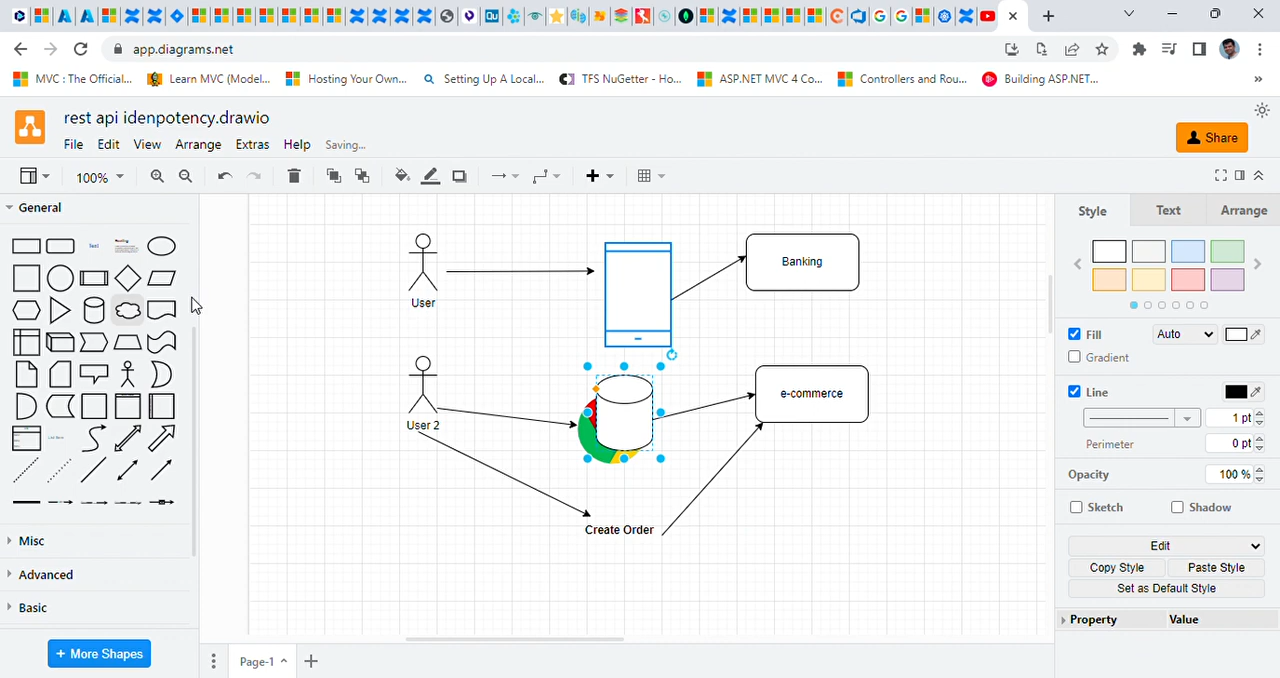 app.diagrams.net
MVC : The Official...
Learn MVC (Model...
Hosting Your Own...
Setting Up A Local...
TFS NuGetter - Ho...
ASP.NET MVC 4 Co...
Controllers and Rou...
Building ASP.NET...
»
rest api idenpotency.drawio
File Edit View Arrange Extras Help Saving...
Share
100%
General
Style
Text
Arrange
Text
Heading
User
Banking
Fill
Auto
Gradient
Line
1 pt
Perimeter
0 pt
Opacity
100 %
Sketch
Shadow
User 2
e-commerce
Create Order
Misc
Advanced
Basic
Edit
Copy Style
Paste Style
Set as Default Style
Property
Value
+ More Shapes
Page-1